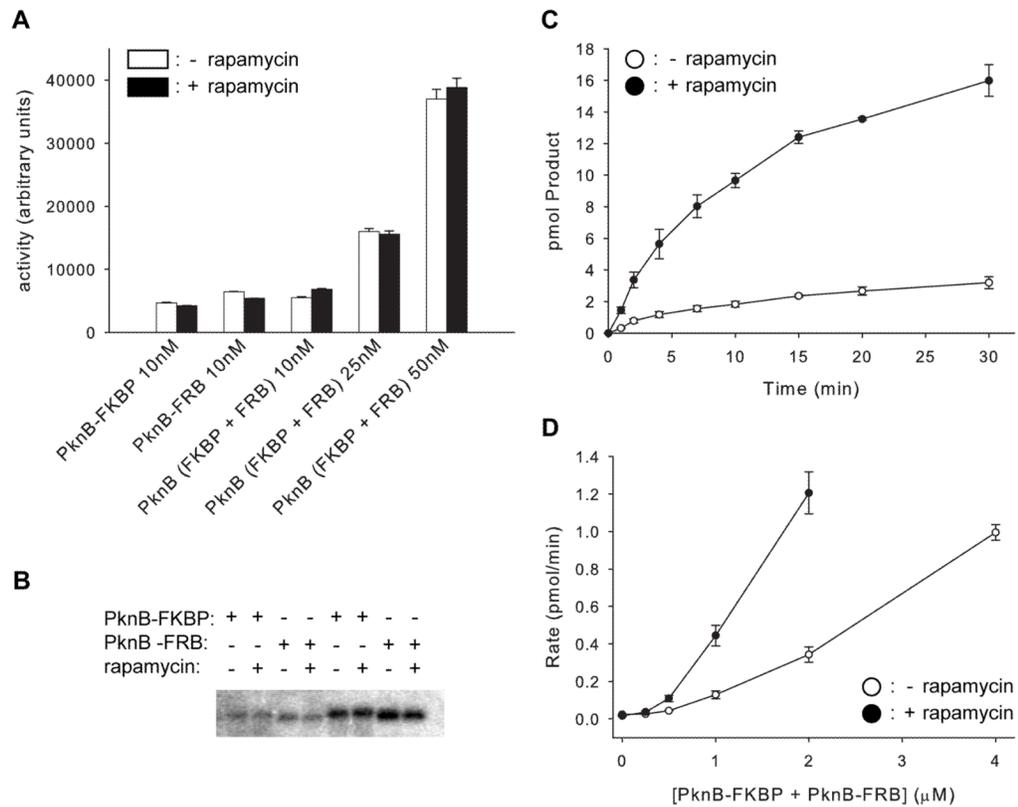 A
: - rapamycin
: + rapamycin
activity (arbitrary units)
40000
30000
20000
10000
0
PknB-FKBP 10nM
PknB-FRB 10nM
PknB (FKBP + FRB) 10nM
PknB (FKBP + FRB) 25nM
PknB (FKBP + FRB) 50nM
B
PknB-FKBP: + + - - + + - -
PknB -FRB: - - + + - - + +
rapamycin: - + - + - + - +
C
: - rapamycin
: + rapamycin
pmol Product
18
16
14
12
10
8
6
4
2
0
0 5 10 15 20 25 30
Time (min)
D
Rate (pmol/min)
1.4
1.2
1.0
0.8
0.6
0.4
0.2
0.0
: - rapamycin
: + rapamycin
0 1 2 3 4
[PknB-FKBP + PknB-FRB] (μM)